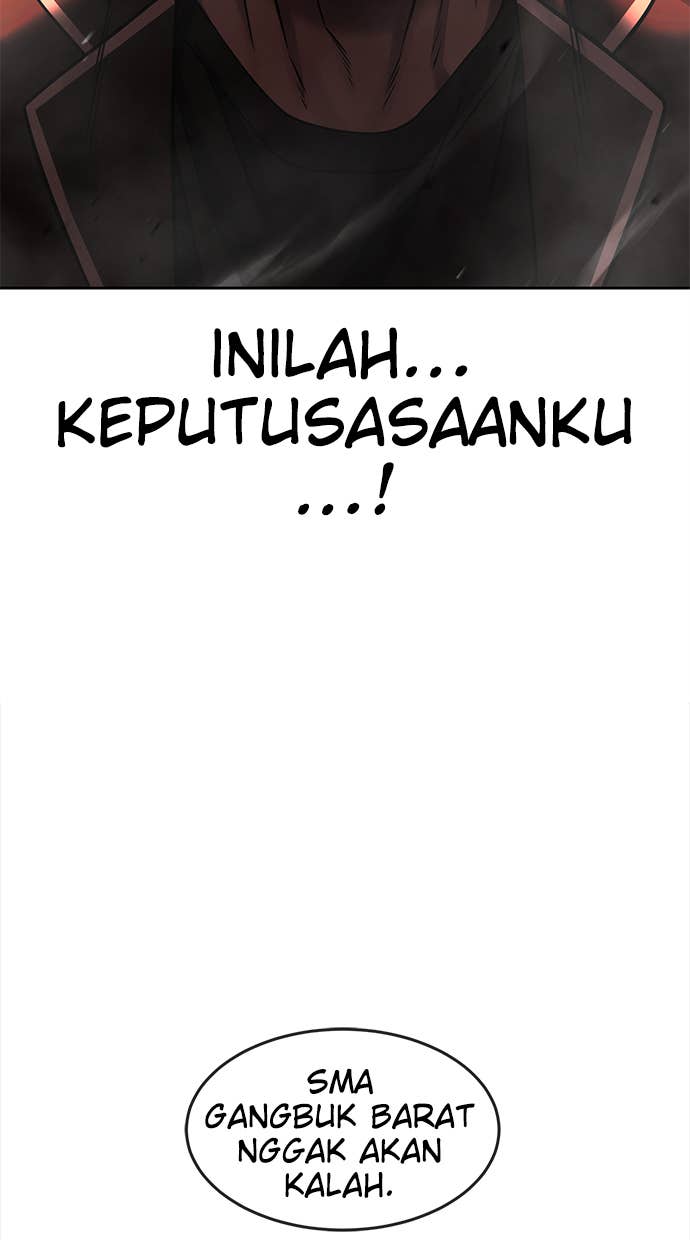 INILAH...
KEPUTUSASAANKU
...!
SMA
GANGBUK BARAT
NGGAK AKAN
KALAH.